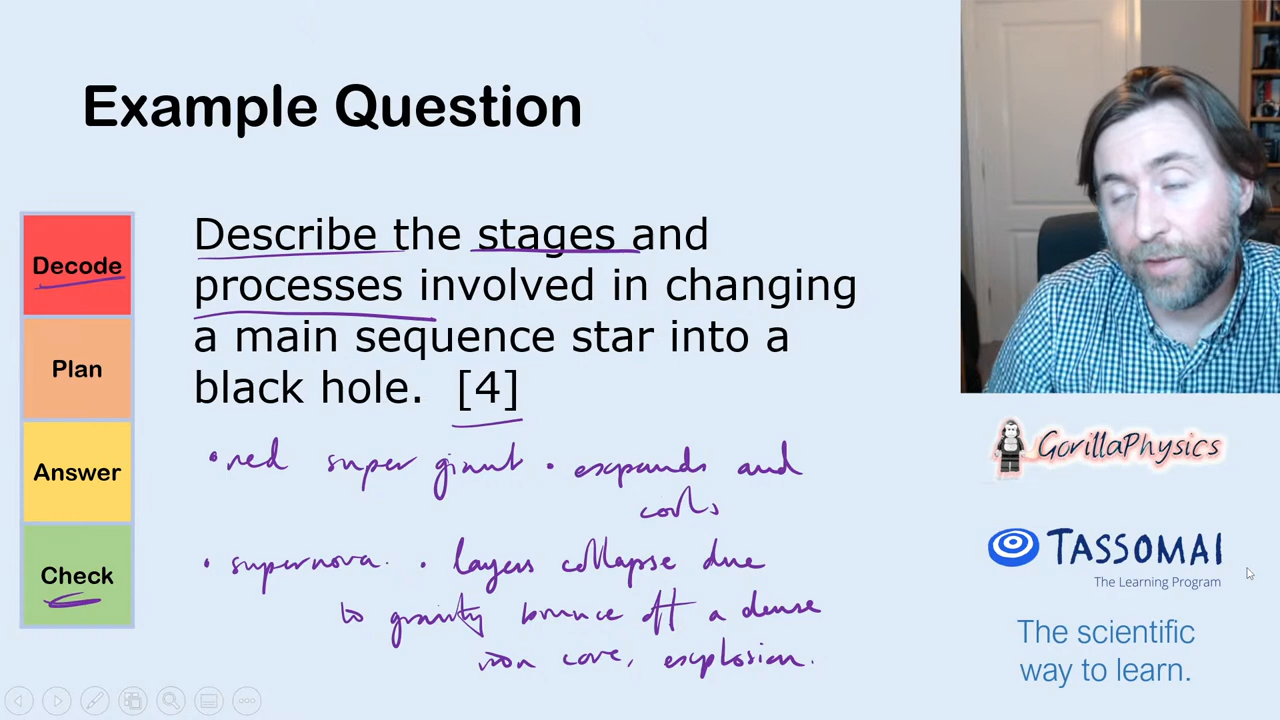 Example Question
Decode
Plan
Answer
Check
Describe the stages and
processes involved in changing
a main sequence star into a
black hole. [4]
• red super giant • expands and
cools
• supernova. • layers collapse due
to gravity bounce off a dense
iron core, explosion.
GorillaPhysics
TASSOMAI
The Learning Program
The scientific
way to learn.